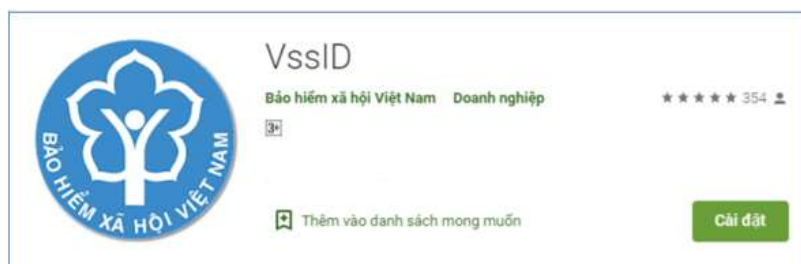 VssID
Bảo hiểm xã hội Việt Nam Doanh nghiệp
354
3+
Thêm vào danh sách mong muốn
Cài đặt
BẢO HIỂM XÃ HỘI VIỆT NAM